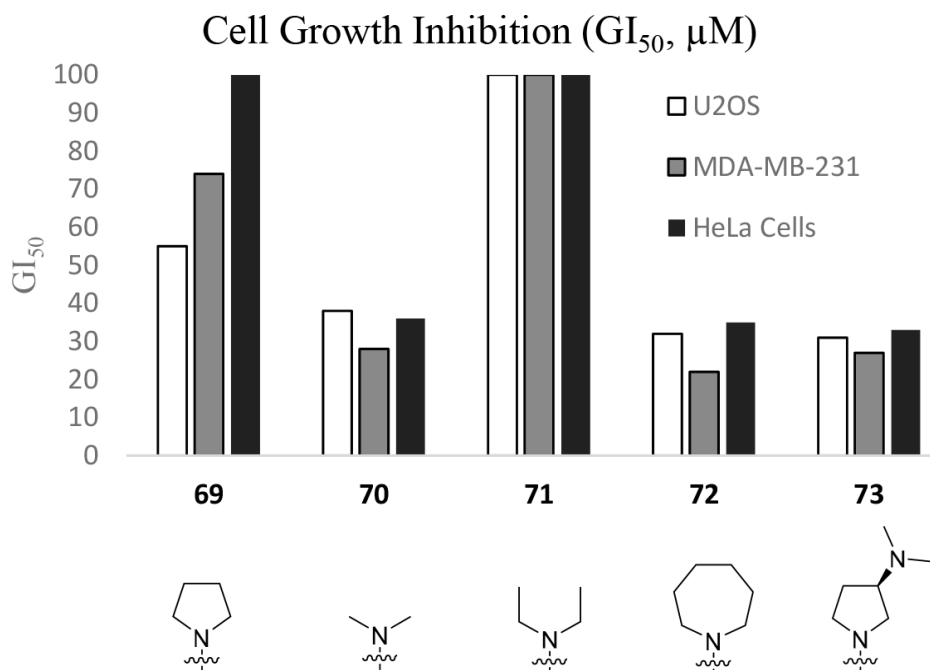 Cell Growth Inhibition (GI50, µM)
100
90
80
70
60
50
40
30
20
10
0
GI50
U2OS
MDA-MB-231
HeLa Cells
69 70 71 72 73
N N N N N
N